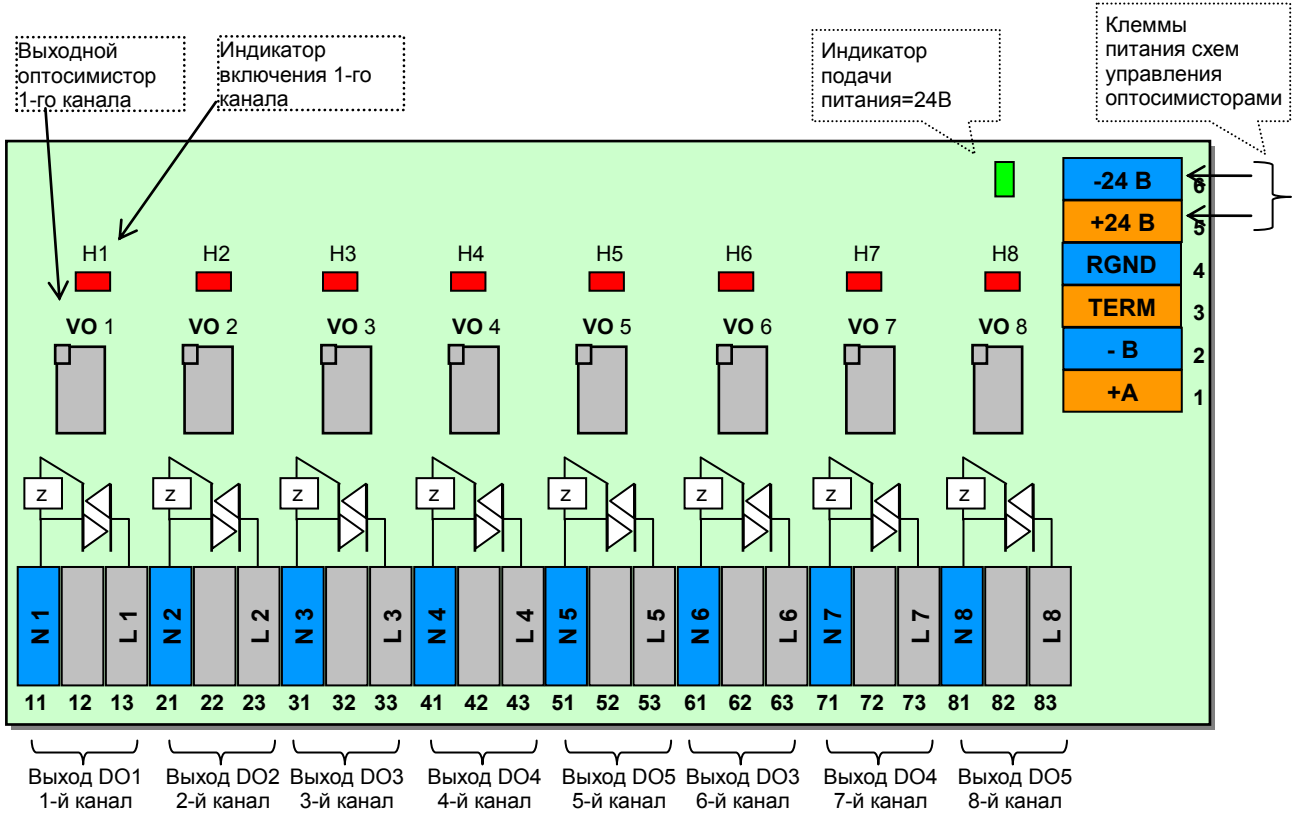 Выходной
оптосимистор
1-го канала
Индикатор
включения 1-го
канала
Индикатор
подачи
питания=24В
Клеммы
питания схем
управления
оптосимисторами
-24 В 6
+24 В 5
RGND 4
TERM 3
- В 2
+A 1
H1 H2 H3 H4 H5 H6 H7 H8
VO 1 VO 2 VO 3 VO 4 VO 5 VO 6 VO 7 VO 8
z z z z z z z z
N 1 L 1 N 2 L 2 N 3 L 3 N 4 L 4 N 5 L 5 N 6 L 6 N 7 L 7 N 8 L 8
11 12 13 21 22 23 31 32 33 41 42 43 51 52 53 61 62 63 71 72 73 81 82 83
Выход DO1 Выход DO2 Выход DO3 Выход DO4 Выход DO5 Выход DO3 Выход DO4 Выход DO5
1-й канал 2-й канал 3-й канал 4-й канал 5-й канал 6-й канал 7-й канал 8-й канал